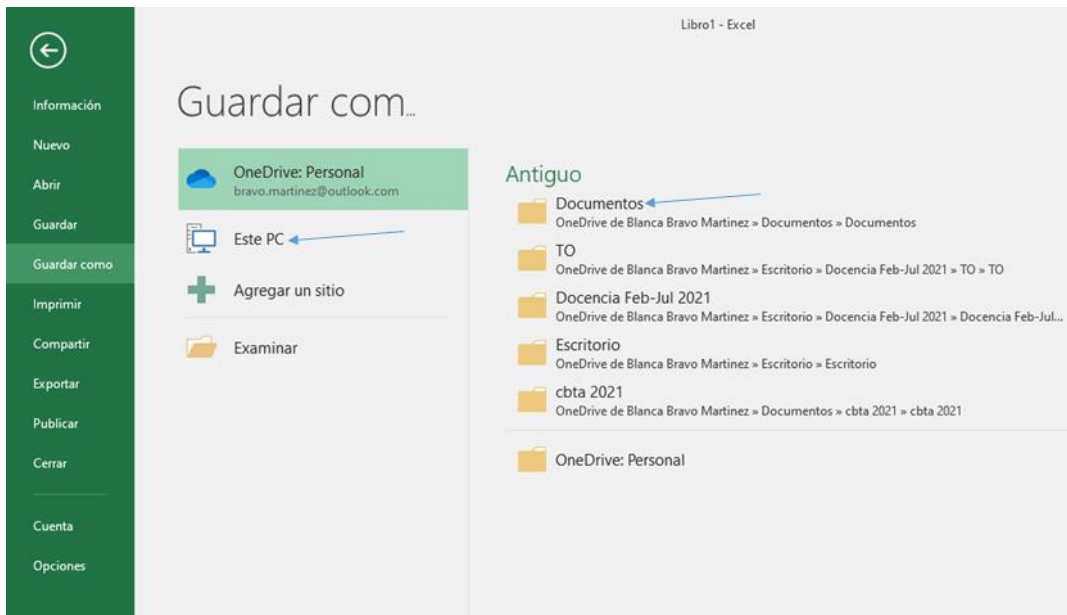 Libro1 - Excel
Información
Nuevo
Abrir
Guardar
Guardar como
Imprimir
Compartir
Exportar
Publicar
Cerrar
Cuenta
Opciones
Guardar com...
OneDrive: Personal
bravo.martinez@outlook.com
Este PC
Agregar un sitio
Examinar
Antiguo
Documentos
OneDrive de Blanca Bravo Martinez » Documentos » Documentos
TO
OneDrive de Blanca Bravo Martinez » Escritorio » Docencia Feb-Jul 2021 » TO » TO
Docencia Feb-Jul 2021
OneDrive de Blanca Bravo Martinez » Escritorio » Docencia Feb-Jul 2021 » Docencia Feb-Jul...
Escritorio
OneDrive de Blanca Bravo Martinez » Escritorio » Escritorio
cbta 2021
OneDrive de Blanca Bravo Martinez » Documentos » cbta 2021 » cbta 2021
OneDrive: Personal